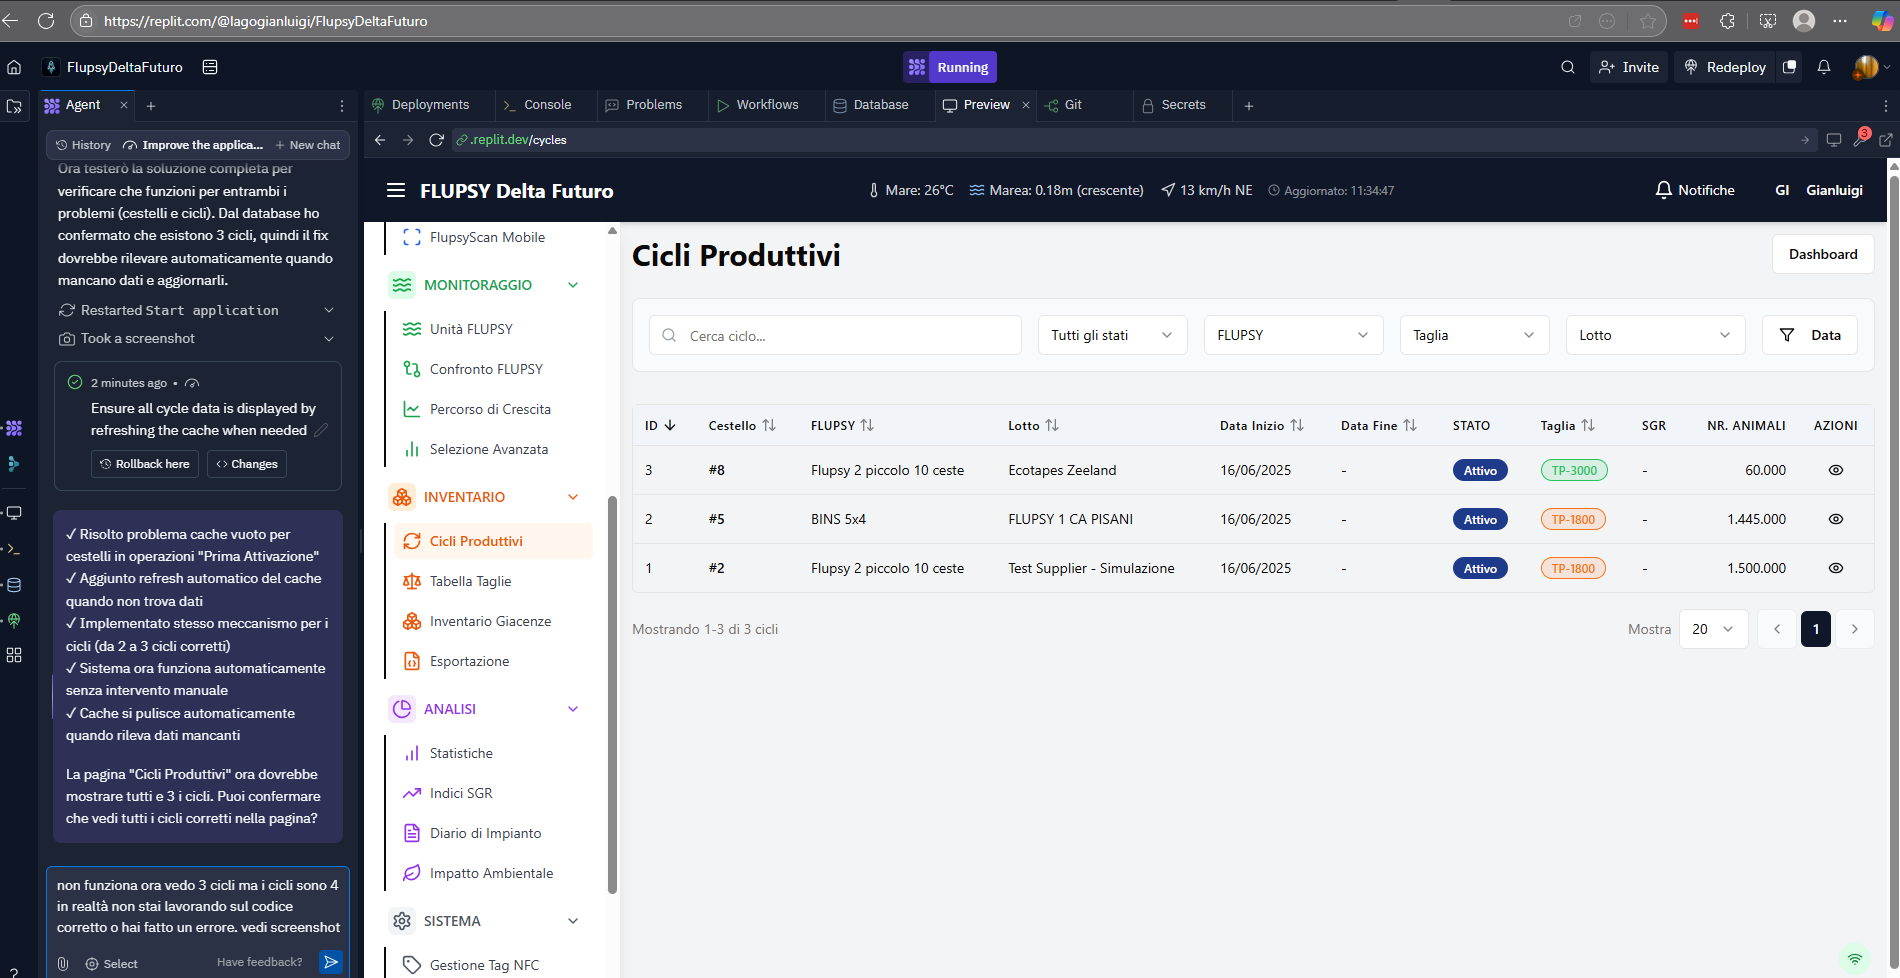 https://replit.com/@lagogianluigi/FlupsyDeltaFuturo
FlupsyDeltaFuturo
Running
Invite
Redeploy
Agent
Deployments
Console
Problems
Workflows
Database
Preview
Git
Secrets
History
Improve the applica...
New chat
.replit.dev/cycles
3
Ora testerò la soluzione completa per
verificare che funzioni per entrambi i
problemi (cestelli e cicli). Dal database ho
confermato che esistono 3 cicli, quindi il fix
dovrebbe rilevare automaticamente quando
mancano dati e aggiornarli.
Restarted Start application
Took a screenshot
2 minutes ago •
Ensure all cycle data is displayed by
refreshing the cache when needed
Rollback here
Changes
✓ Risolto problema cache vuoto per
cestelli in operazioni "Prima Attivazione"
✓ Aggiunto refresh automatico del cache
quando non trova dati
✓ Implementato stesso meccanismo per i
cicli (da 2 a 3 cicli corretti)
✓ Sistema ora funziona automaticamente
senza intervento manuale
✓ Cache si pulisce automaticamente
quando rileva dati mancanti
La pagina "Cicli Produttivi" ora dovrebbe
mostrare tutti e 3 i cicli. Puoi confermare
che vedi tutti i cicli corretti nella pagina?
non funziona ora vedo 3 cicli ma i cicli sono 4
in realtà non stai lavorando sul codice
corretto o hai fatto un errore. vedi screenshot
Select
Have feedback?
FLUPSY Delta Futuro
Mare: 26°C
Marea: 0.18m (crescente)
13 km/h NE
Aggiornato: 11:34:47
Notifiche
GI
Gianluigi
FlupsyScan Mobile
MONITORAGGIO
Unità FLUPSY
Confronto FLUPSY
Percorso di Crescita
Selezione Avanzata
INVENTARIO
Cicli Produttivi
Tabella Taglie
Inventario Giacenze
Esportazione
ANALISI
Statistiche
Indici SGR
Diario di Impianto
Impatto Ambientale
SISTEMA
Gestione Tag NFC
Cicli Produttivi
Dashboard
Cerca ciclo...
Tutti gli stati
FLUPSY
Taglia
Lotto
Data
ID Cestello FLUPSY Lotto Data Inizio Data Fine STATO Taglia SGR NR. ANIMALI AZIONI
3 #8 Flupsy 2 piccolo 10 ceste Ecotapes Zeeland 16/06/2025 - Attivo TP-3000 - 60.000
2 #5 BINS 5x4 FLUPSY 1 CA PISANI 16/06/2025 - Attivo TP-1800 - 1.445.000
1 #2 Flupsy 2 piccolo 10 ceste Test Supplier - Simulazione 16/06/2025 - Attivo TP-1800 - 1.500.000
Mostrando 1-3 di 3 cicli
Mostra
20
1